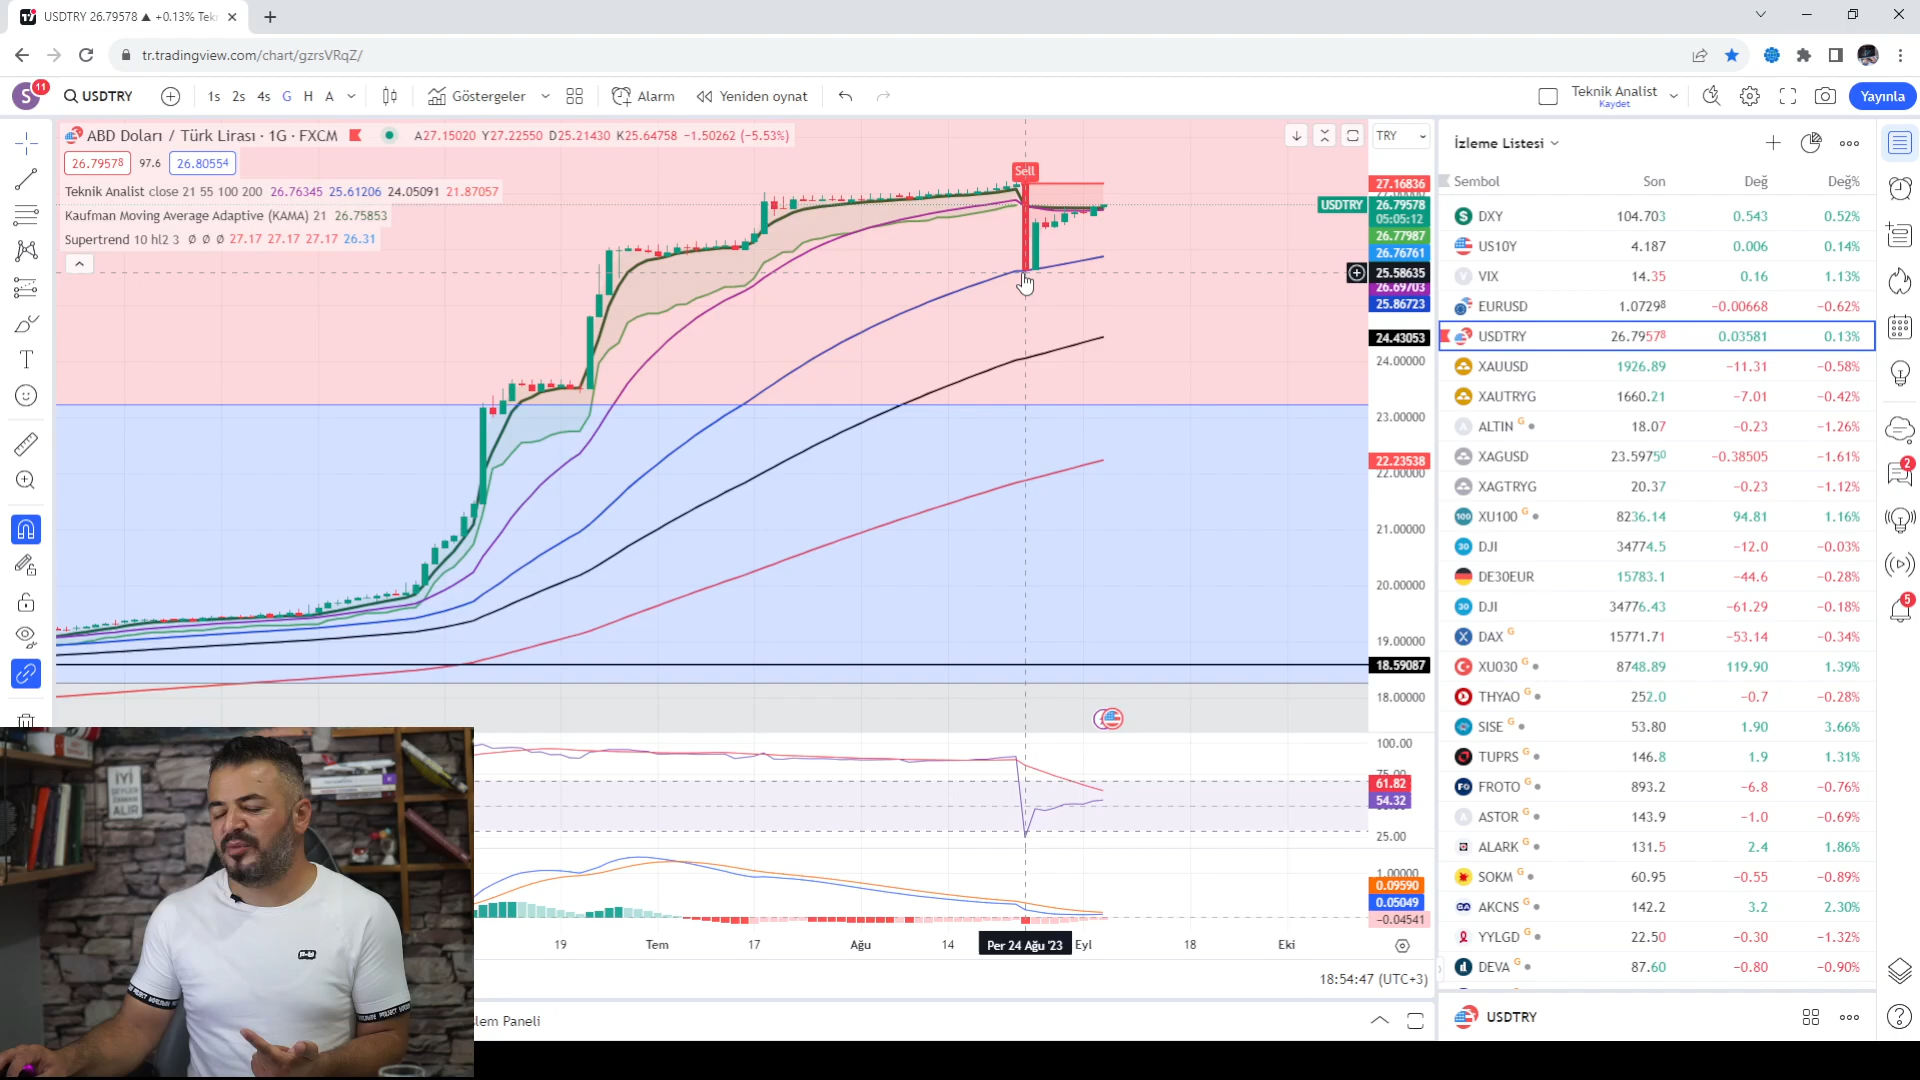 USDTRY 26.79578 ▲ +0.13% Tek
tr.tradingview.com/chart/gzrsVRqZ/
S
11
USDTRY
1s 2s 4s G H A
Göstergeler
Alarm
Yeniden oynat
Teknik Analist
Kaydet
Yayınla
ABD Doları / Türk Lirası · 1G · FXCM
A27.15020 Y27.22550 D25.21430 K25.64758 −1.50262 (−5.53%)
26.79578 97.6 26.80554
Teknik Analist close 21 55 100 200 26.76345 25.61206 24.05091 21.87057
Kaufman Moving Average Adaptive (KAMA) 21 26.75853
Supertrend 10 hl2 3 ∅ ∅ ∅ 27.17 27.17 27.17 26.31
Sell
TRY
27.16836
USDTRY 26.79578
05:05:12
26.77987
26.76761
25.58635
26.69703
25.86723
24.43053
24.00000
23.00000
22.23538
22.00000
21.00000
20.00000
19.00000
18.59087
18.00000
100.00
75.00
61.82
54.32
25.00
1.00000
0.09590
0.05049
−0.04541
19 Tem 17 Ağu 14 Per 24 Ağu '23 Eyl 18 Eki
18:54:47 (UTC+3)
lem Paneli
İYİ
ŞEYLER
ZAMAN
ALIR
İzleme Listesi
Sembol Son Değ Değ%
DXY 104.703 0.543 0.52%
US10Y 4.187 0.006 0.14%
VIX 14.35 0.16 1.13%
EURUSD 1.07298 −0.00668 −0.62%
USDTRY 26.79578 0.03581 0.13%
XAUUSD 1926.89 −11.31 −0.58%
XAUTRYG 1660.21 −7.01 −0.42%
ALTIN G 18.07 −0.23 −1.26%
XAGUSD 23.59750 −0.38505 −1.61%
XAGTRYG 20.37 −0.23 −1.12%
XU100 G 8236.14 94.81 1.16%
DJI 34774.5 −12.0 −0.03%
DE30EUR 15783.1 −44.6 −0.28%
DJI 34776.43 −61.29 −0.18%
DAX G 15771.71 −53.14 −0.34%
XU030 G 8748.89 119.90 1.39%
THYAO G 252.0 −0.7 −0.28%
SISE G 53.80 1.90 3.66%
TUPRS G 146.8 1.9 1.31%
FROTO G 893.2 −6.8 −0.76%
ASTOR G 143.9 −1.0 −0.69%
ALARK G 131.5 2.4 1.86%
SOKM G 60.95 −0.55 −0.89%
AKCNS G 142.2 3.2 2.30%
YYLGD G 22.50 −0.30 −1.32%
DEVA G 87.60 −0.80 −0.90%
USDTRY
2
5